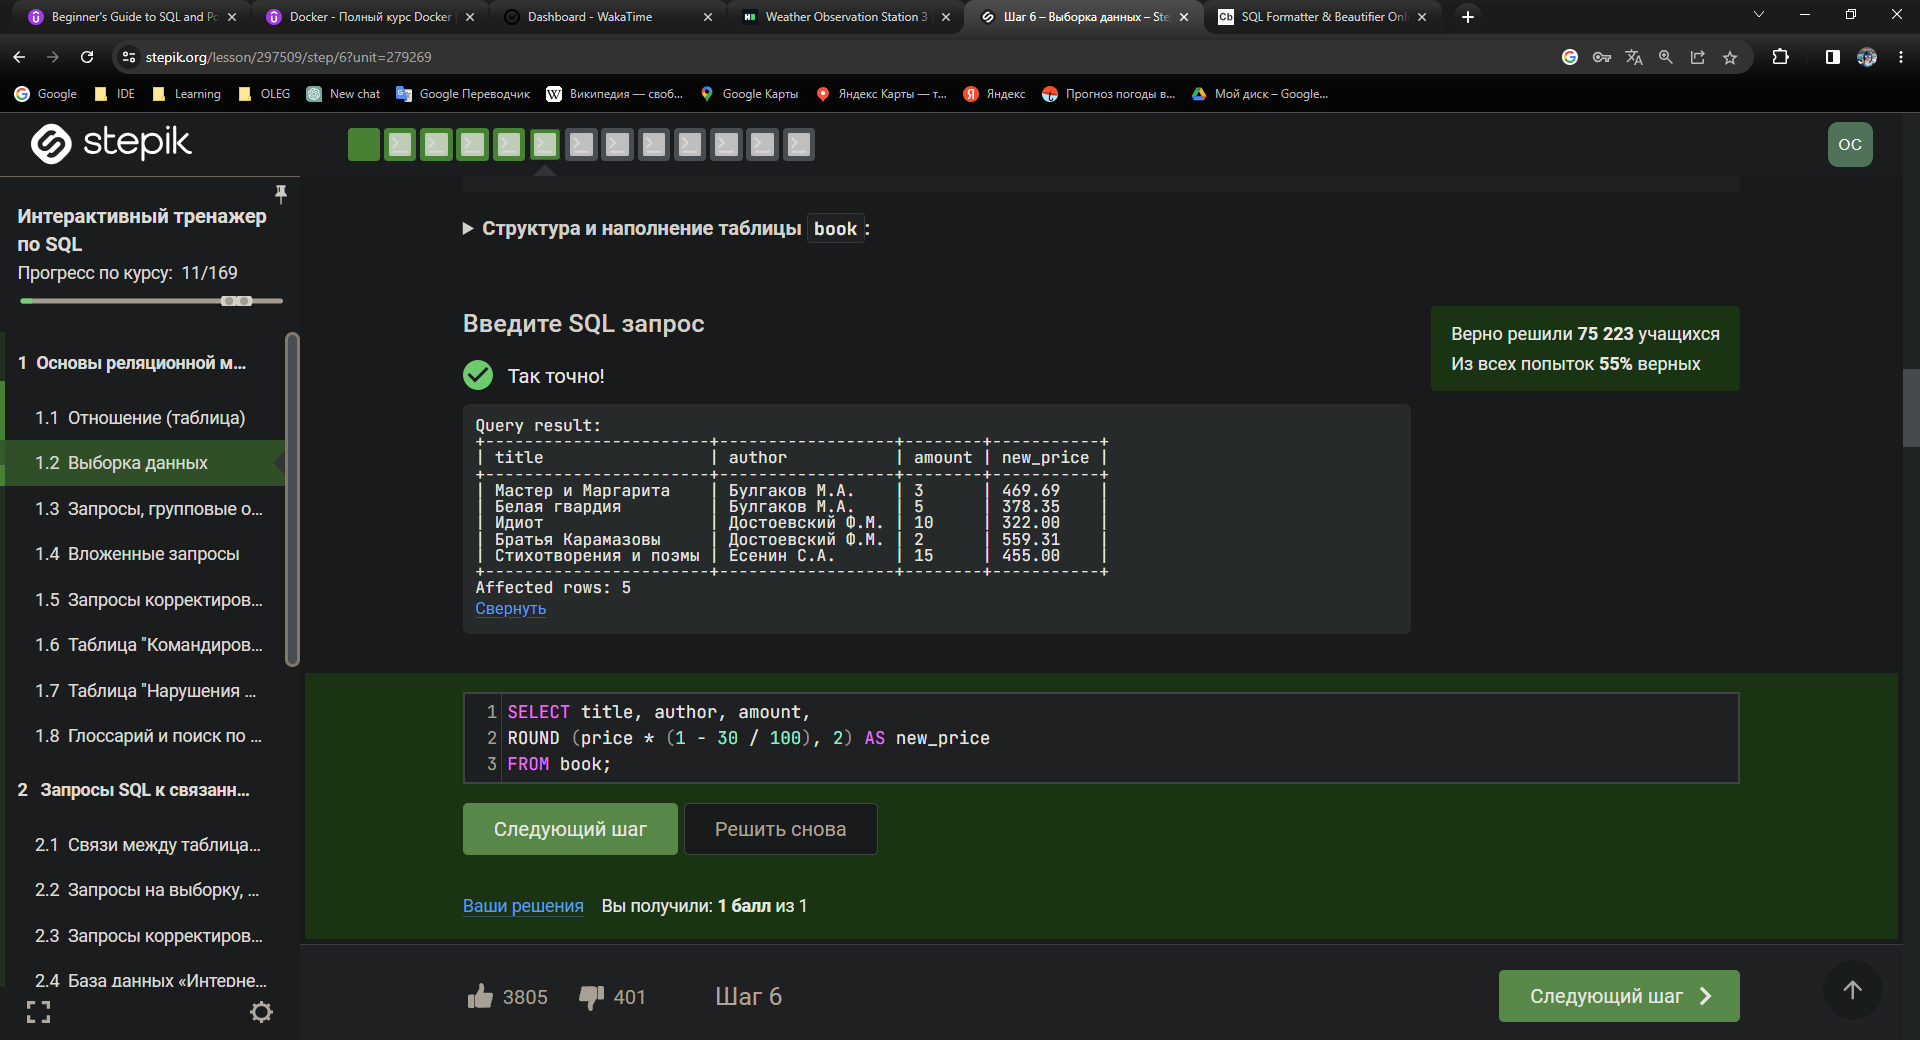 Beginner's Guide to SQL and Po
Docker - Полный курс Docker
Dashboard - WakaTime
Weather Observation Station 3
Шаг 6 – Выборка данных – Ste
Cb SQL Formatter & Beautifier Onli
stepik.org/lesson/297509/step/6?unit=279269
Google
IDE
Learning
OLEG
New chat
Google Переводчик
W Википедия — своб...
Google Карты
Яндекс Карты — т...
Я Яндекс
Прогноз погоды в...
Мой диск – Google...
stepik
OC
Интерактивный тренажер
по SQL
Прогресс по курсу: 11/169
1 Основы реляционной м...
1.1 Отношение (таблица)
1.2 Выборка данных
1.3 Запросы, групповые о...
1.4 Вложенные запросы
1.5 Запросы корректиров...
1.6 Таблица "Командиров...
1.7 Таблица "Нарушения ...
1.8 Глоссарий и поиск по ...
2 Запросы SQL к связанн...
2.1 Связи между таблица...
2.2 Запросы на выборку, ...
2.3 Запросы корректиров...
2.4 База данных «Интерне...
Структура и наполнение таблицы book:
Введите SQL запрос
Верно решили 75 223 учащихся
Из всех попыток 55% верных
Так точно!
Query result:
+-----------------------+------------------+--------+-----------+
| title                 | author           | amount | new_price |
+-----------------------+------------------+--------+-----------+
| Мастер и Маргарита    | Булгаков М.А.    | 3      | 469.69    |
| Белая гвардия         | Булгаков М.А.    | 5      | 378.35    |
| Идиот                 | Достоевский Ф.М. | 10     | 322.00    |
| Братья Карамазовы     | Достоевский Ф.М. | 2      | 559.31    |
| Стихотворения и поэмы | Есенин С.А.      | 15     | 455.00    |
+-----------------------+------------------+--------+-----------+
Affected rows: 5
Свернуть
1 SELECT title, author, amount,
2 ROUND (price * (1 - 30 / 100), 2) AS new_price
3 FROM book;
Следующий шаг
Решить снова
Ваши решения Вы получили: 1 балл из 1
3805
401
Шаг 6
Следующий шаг